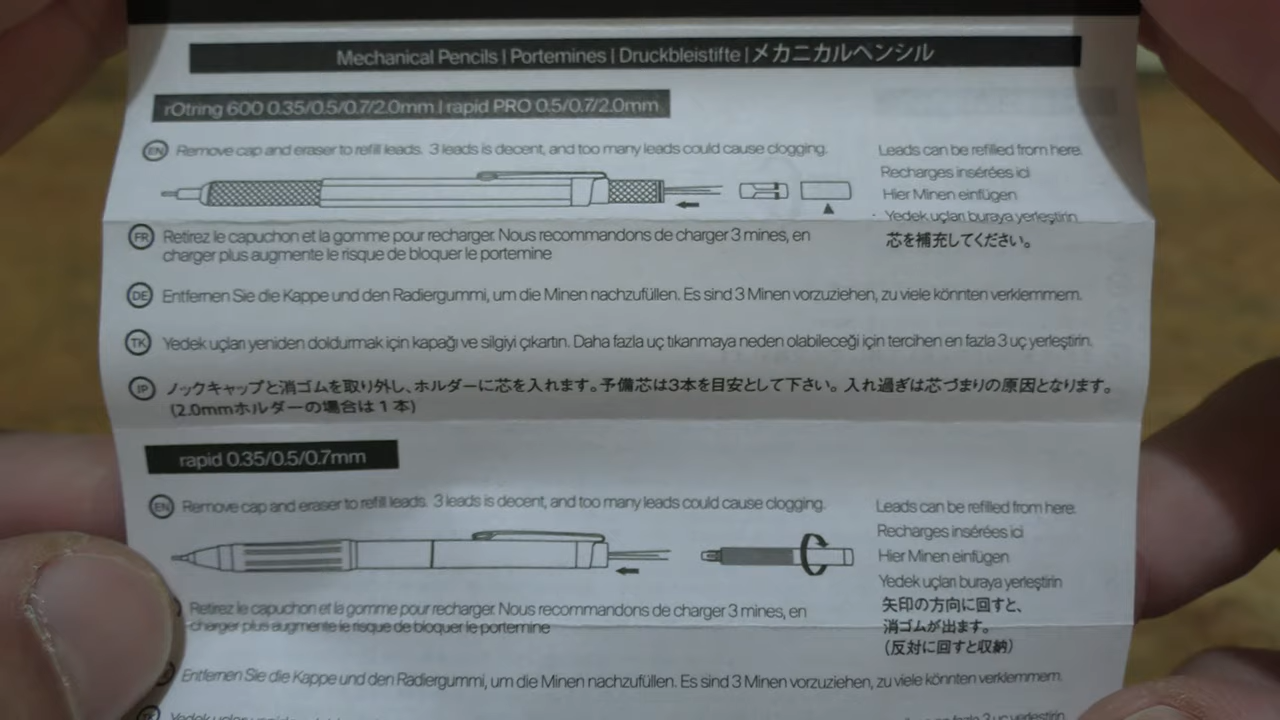 Mechanical Pencils | Portemines | Druckbleistifte | メカニカルペンシル
rOtring 600 0.35/0.5/0.7/2.0mm | rapid PRO 0.5/0.7/2.0mm
EN Remove cap and eraser to refill leads. 3 leads is decent, and too many leads could cause clogging.
Leads can be refilled from here.
Recharges insérées ici
Hier Minen einfügen
Yedek uçları buraya yerleştirin
芯を補充してください。
FR Retirez le capuchon et la gomme pour recharger. Nous recommandons de charger 3 mines, en
charger plus augmente le risque de bloquer le portemine
DE Entfernen Sie die Kappe und den Radiergummi, um die Minen nachzufüllen. Es sind 3 Minen vorzuziehen, zu viele könnten verklemmem.
TK Yedek uçları yeniden doldurmak için kapağı ve silgiyi çıkartın. Daha fazla uç tıkanmaya neden olabileceği için tercihen en fazla 3 uç yerleştirin.
JP ノックキャップと消ゴムを取り外し、ホルダーに芯を入れます。予備芯は3本を目安として下さい。入れ過ぎは芯づまりの原因となります。
(2.0mmホルダーの場合は1本)
rapid 0.35/0.5/0.7mm
EN Remove cap and eraser to refill leads. 3 leads is decent, and too many leads could cause clogging.
Leads can be refilled from here.
Recharges insérées ici
Hier Minen einfügen
Yedek uçları buraya yerleştirin
矢印の方向に回すと、
消ゴムが出ます。
(反対に回すと収納)
Retirez le capuchon et la gomme pour recharger. Nous recommandons de charger 3 mines, en
charger plus augmente le risque de bloquer le portemine
Entfernen Sie die Kappe und den Radiergummi, um die Minen nachzufüllen. Es sind 3 Minen vorzuziehen, zu viele könnten verklemmem.